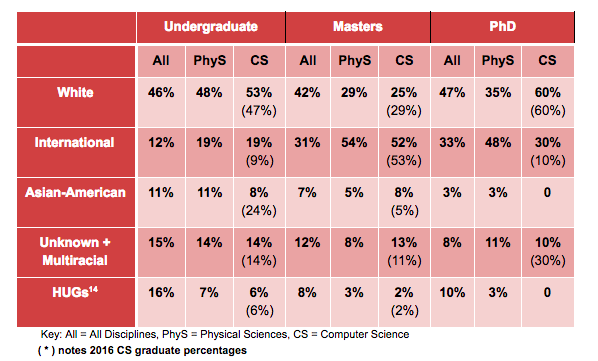 Undergraduate Masters PhD
All PhyS CS All PhyS CS All PhyS CS
White 46% 48% 53% 42% 29% 25% 47% 35% 60%
(47%) (29%) (60%)
International 12% 19% 19% 31% 54% 52% 33% 48% 30%
(9%) (53%) (10%)
Asian-American 11% 11% 8% 7% 5% 8% 3% 3% 0
(24%) (5%)
Unknown + 15% 14% 14% 12% 8% 13% 8% 11% 10%
Multiracial (14%) (11%) (30%)
HUGs14 16% 7% 6% 8% 3% 2% 10% 3% 0
(6%) (2%)
Key: All = All Disciplines, PhyS = Physical Sciences, CS = Computer Science
( * ) notes 2016 CS graduate percentages